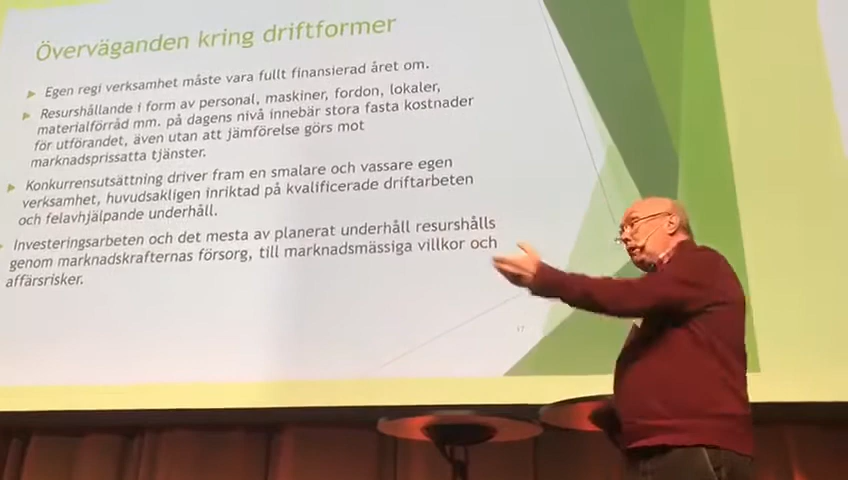 Överväganden kring driftformer
Egen regi verksamhet måste vara fullt finansierad året om.
Resurshållande i form av personal, maskiner, fordon, lokaler,
materialförråd mm. på dagens nivå innebär stora fasta kostnader
för utförandet, även utan att jämförelse görs mot
marknadsprissatta tjänster.
Konkurrensutsättning driver fram en smalare och vassare egen
verksamhet, huvudsakligen inriktad på kvalificerade driftarbeten
och felavhjälpande underhåll.
Investeringsarbeten och det mesta av planerat underhåll resurshålls
genom marknadskrafternas försorg, till marknadsmässiga villkor och
affärsrisker.
17